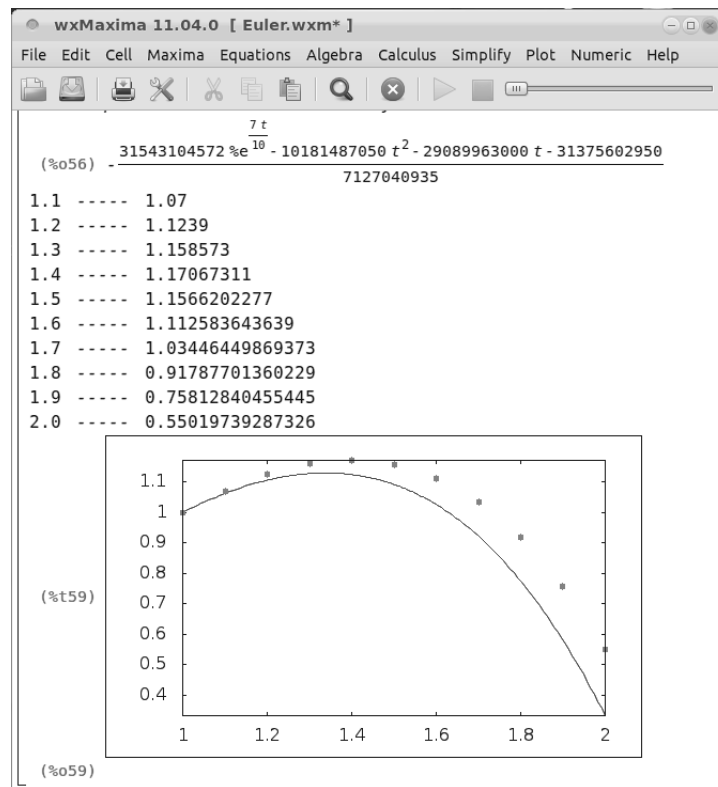 wxMaxima 11.04.0 [ Euler.wxm* ]
File Edit Cell Maxima Equations Algebra Calculus Simplify Plot Numeric Help
7 t
10
31543104572 %e - 10181487050 t2 - 29089963000 t - 31375602950
(%o56) -
7127040935
1.1 ----- 1.07
1.2 ----- 1.1239
1.3 ----- 1.158573
1.4 ----- 1.17067311
1.5 ----- 1.1566202277
1.6 ----- 1.112583643639
1.7 ----- 1.03446449869373
1.8 ----- 0.91787701360229
1.9 ----- 0.75812840455445
2.0 ----- 0.55019739287326
1.1
1
0.9
0.8
(%t59)
0.7
0.6
0.5
0.4
1 1.2 1.4 1.6 1.8 2
(%o59)